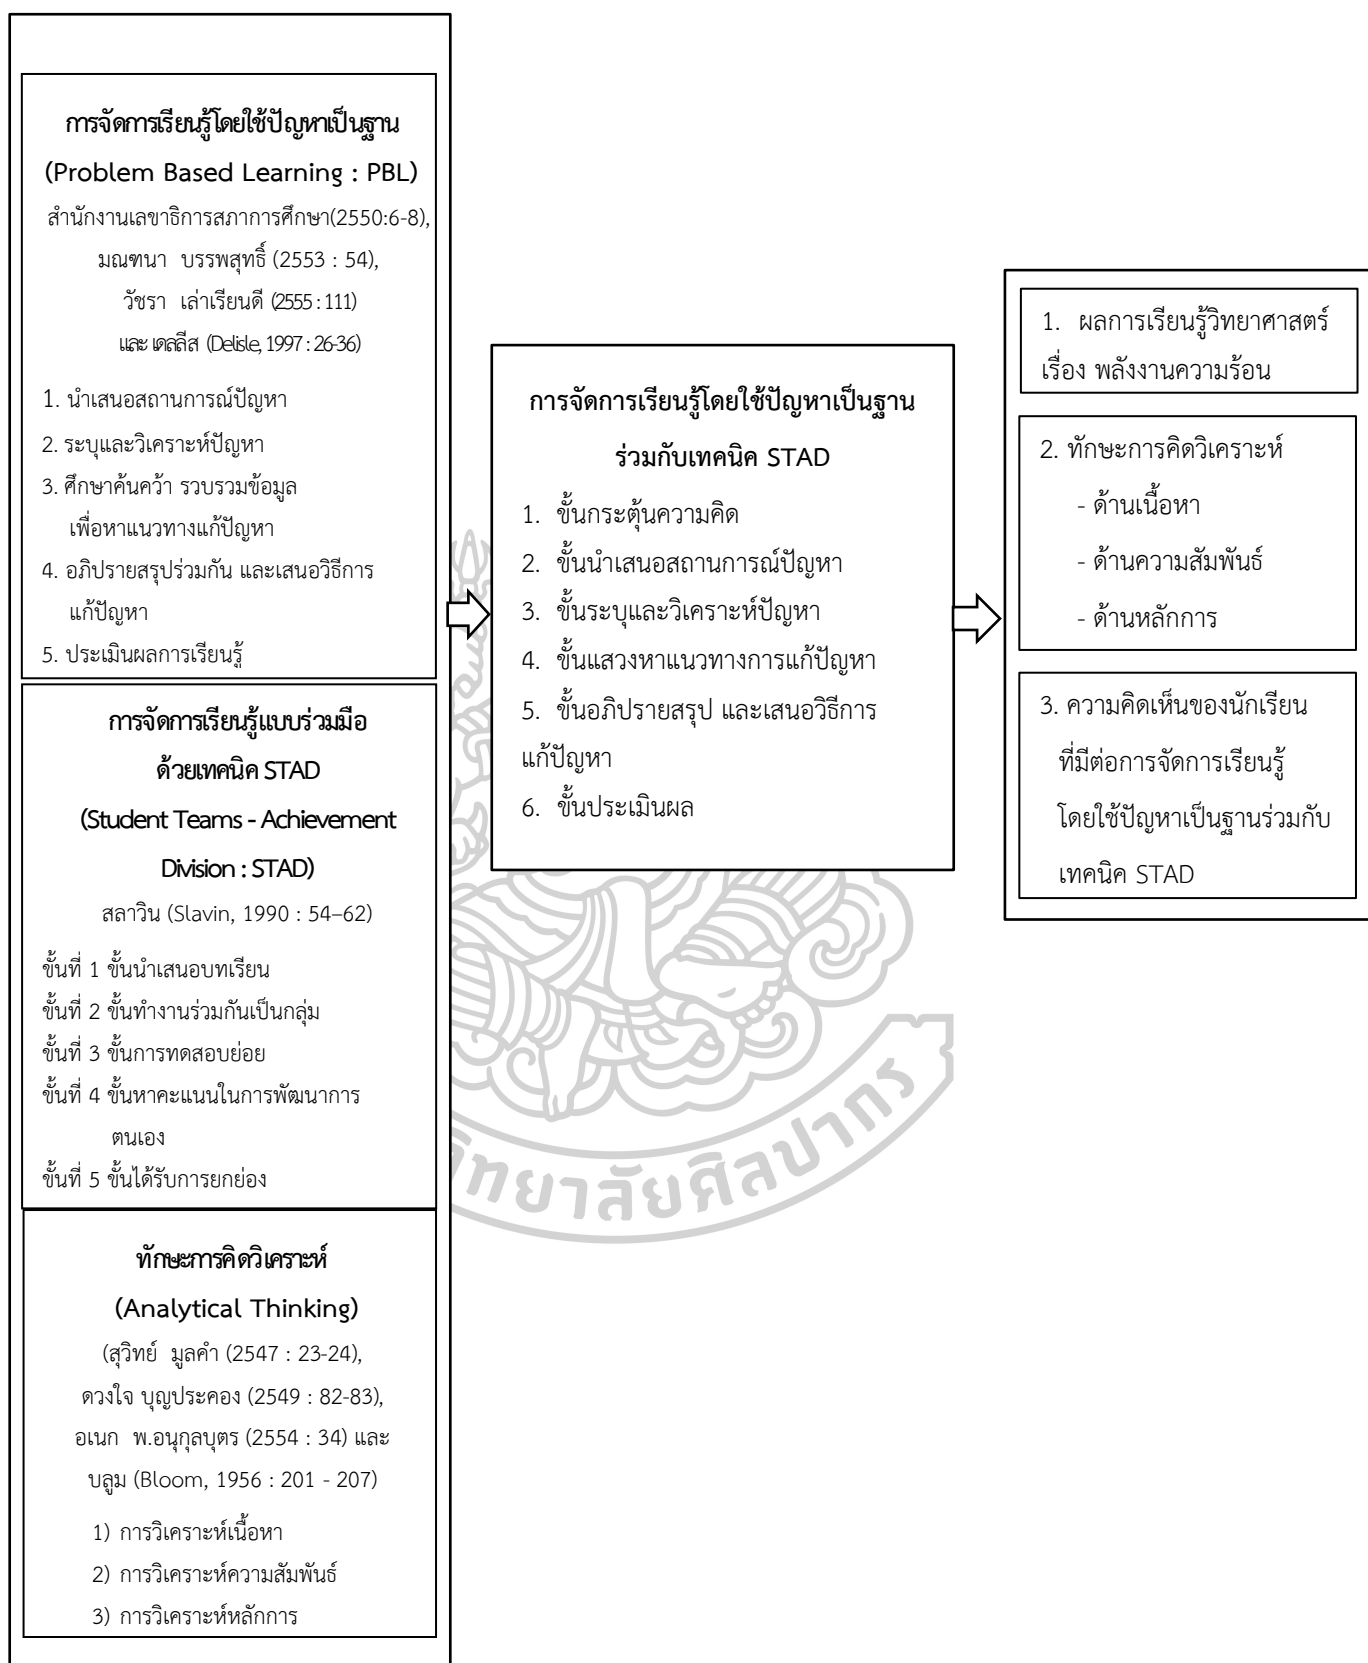 การจัดการเรียนรู้โดยใช้ปัญหาเป็นฐาน
(Problem Based Learning : PBL)
สำนักงานเลขาธิการสภาการศึกษา(2550:6-8),
มณฑนา บรรพสุทธิ์ (2553 : 54),
วัชรา เล่าเรียนดี (2555 : 111)
และ เดลลีส (Delisle, 1997 : 26-36)
1. นำเสนอสถานการณ์ปัญหา
2. ระบุและวิเคราะห์ปัญหา
3. ศึกษาค้นคว้า รวบรวมข้อมูล
เพื่อหาแนวทางแก้ปัญหา
4. อภิปรายสรุปร่วมกัน และเสนอวิธีการ
แก้ปัญหา
5. ประเมินผลการเรียนรู้
การจัดการเรียนรู้แบบร่วมมือ
ด้วยเทคนิค STAD
(Student Teams - Achievement
Division : STAD)
สลาวิน (Slavin, 1990 : 54–62)
ขั้นที่ 1 ขั้นนำเสนอบทเรียน
ขั้นที่ 2 ขั้นทำงานร่วมกันเป็นกลุ่ม
ขั้นที่ 3 ขั้นการทดสอบย่อย
ขั้นที่ 4 ขั้นหาคะแนนในการพัฒนาการ
ตนเอง
ขั้นที่ 5 ขั้นได้รับการยกย่อง
ทักษะการคิดวิเคราะห์
(Analytical Thinking)
(สุวิทย์ มูลคำ (2547 : 23-24),
ดวงใจ บุญประคอง (2549 : 82-83),
อเนก พ.อนุกุลบุตร (2554 : 34) และ
บลูม (Bloom, 1956 : 201 - 207)
1) การวิเคราะห์เนื้อหา
2) การวิเคราะห์ความสัมพันธ์
3) การวิเคราะห์หลักการ
การจัดการเรียนรู้โดยใช้ปัญหาเป็นฐาน
ร่วมกับเทคนิค STAD
1. ขั้นกระตุ้นความคิด
2. ขั้นนำเสนอสถานการณ์ปัญหา
3. ขั้นระบุและวิเคราะห์ปัญหา
4. ขั้นแสวงหาแนวทางการแก้ปัญหา
5. ขั้นอภิปรายสรุป และเสนอวิธีการ
แก้ปัญหา
6. ขั้นประเมินผล
1. ผลการเรียนรู้วิทยาศาสตร์
เรื่อง พลังงานความร้อน
2. ทักษะการคิดวิเคราะห์
- ด้านเนื้อหา
- ด้านความสัมพันธ์
- ด้านหลักการ
3. ความคิดเห็นของนักเรียน
ที่มีต่อการจัดการเรียนรู้
โดยใช้ปัญหาเป็นฐานร่วมกับ
เทคนิค STAD
ทยาลัยศิลปากร